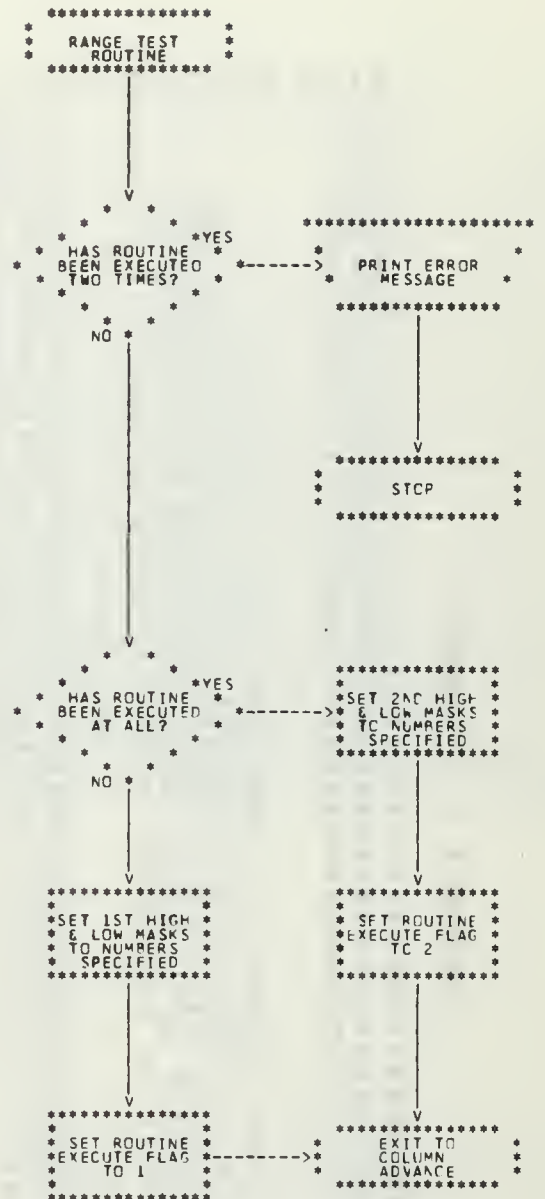 RANGE TEST
ROUTINE
HAS ROUTINE
BEEN EXECUTED
TWO TIMES?
YES
PRINT ERROR
MESSAGE
NO
STOP
HAS ROUTINE
BEEN EXECUTED
AT ALL?
YES
SET 2ND HIGH
& LOW MASKS
TO NUMBERS
SPECIFIED
NO
SET 1ST HIGH
& LOW MASKS
TO NUMBERS
SPECIFIED
SET ROUTINE
EXECUTE FLAG
TO 2
SET ROUTINE
EXECUTE FLAG
TO 1
EXIT TO
COLUMN
ADVANCE